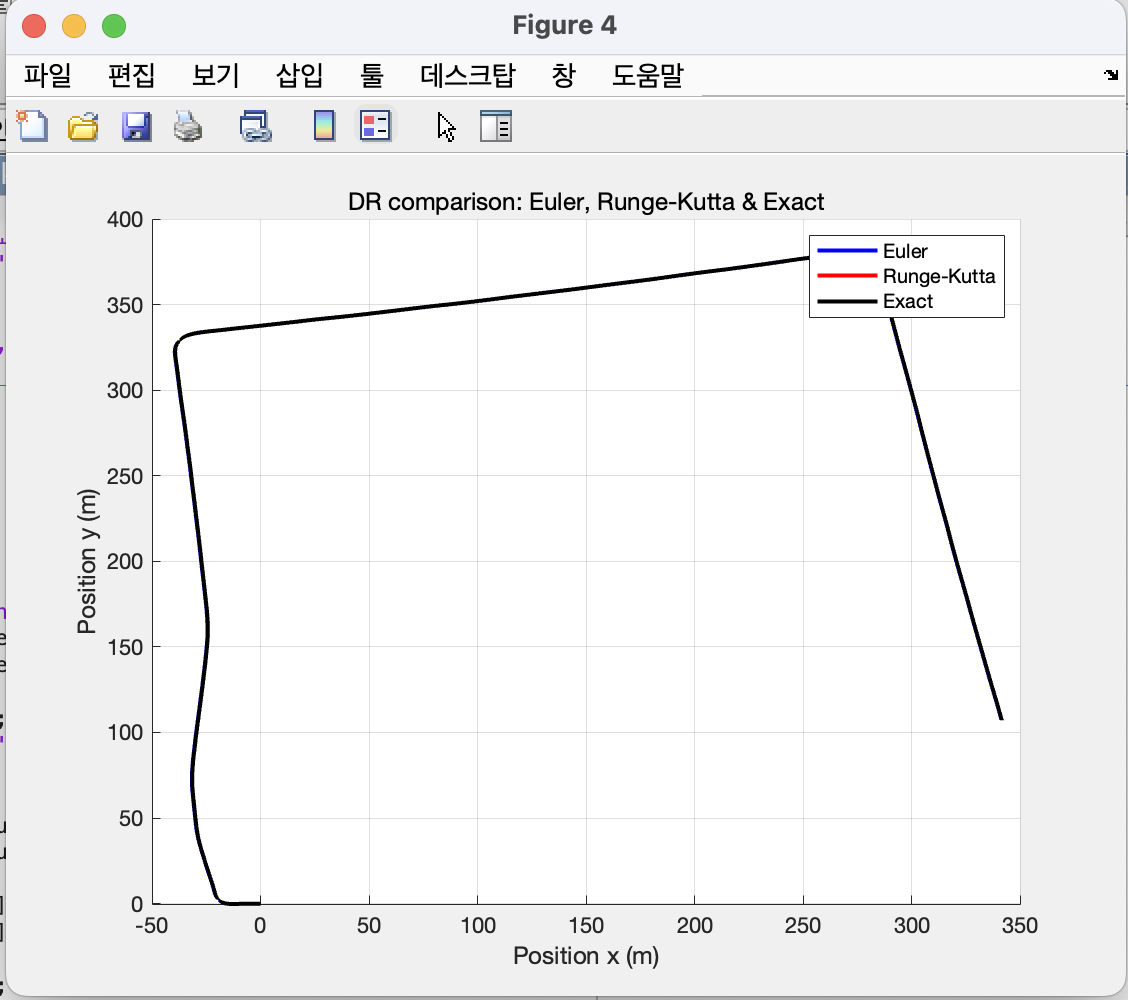 Figure 4
파일 편집 보기 삽입 툴 데스크탑 창 도움말
DR comparison: Euler, Runge-Kutta & Exact
Euler
Runge-Kutta
Exact
400
350
300
250
200
150
100
50
0
Position y (m)
-50 0 50 100 150 200 250 300 350
Position x (m)